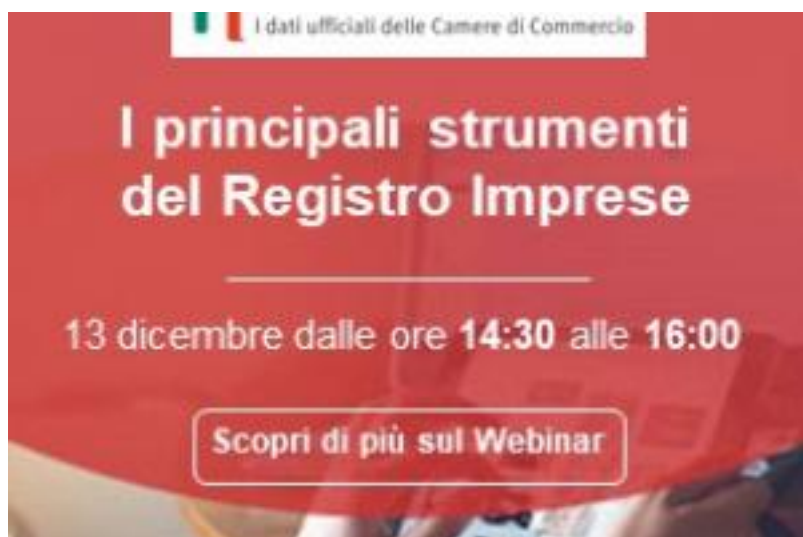 I dati ufficiali delle Camere di Commercio
I principali strumenti
del Registro Imprese
13 dicembre dalle ore 14:30 alle 16:00
Scopri di più sul Webinar